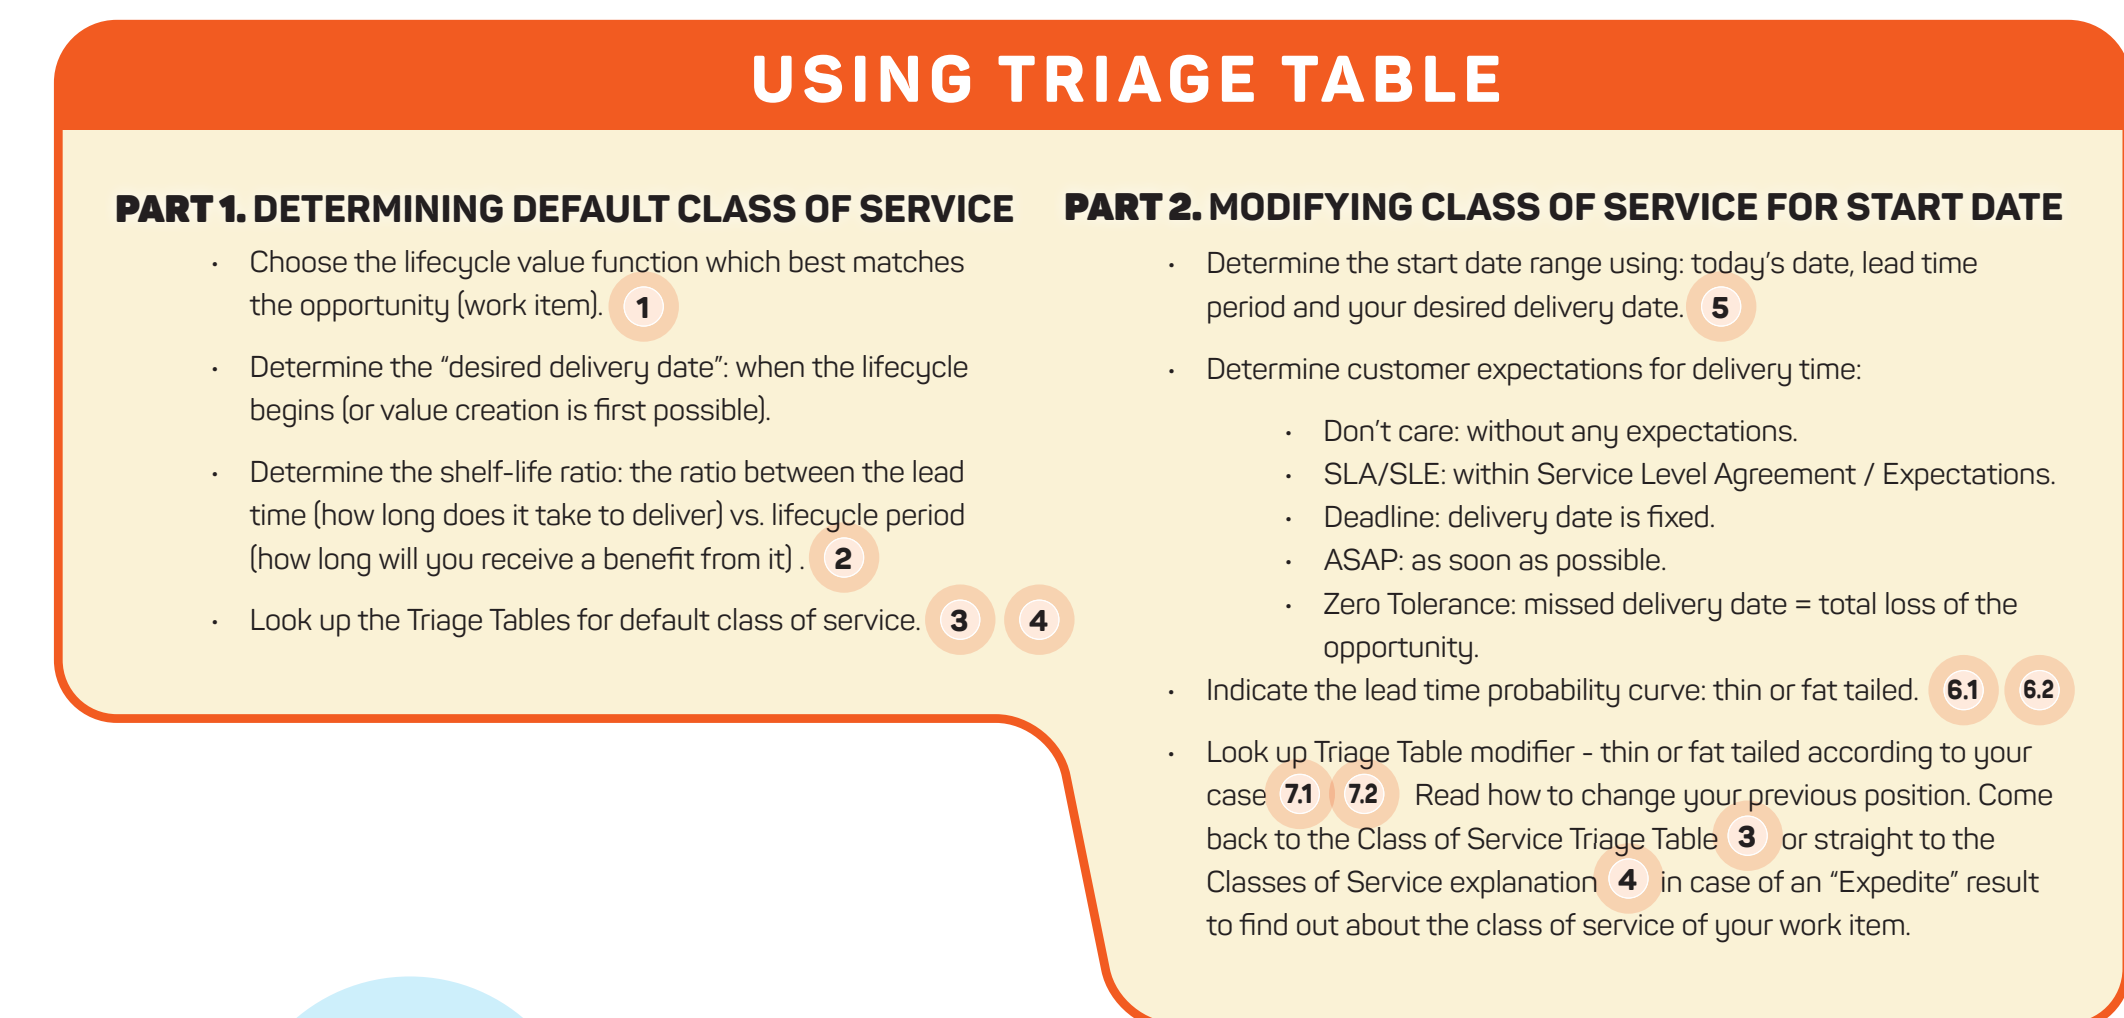 USING TRIAGE TABLE
PART 1. DETERMINING DEFAULT CLASS OF SERVICE
• Choose the lifecycle value function which best matches
the opportunity (work item). 1
• Determine the “desired delivery date”: when the lifecycle
begins (or value creation is first possible).
• Determine the shelf-life ratio: the ratio between the lead
time (how long does it take to deliver) vs. lifecycle period
(how long will you receive a benefit from it) . 2
• Look up the Triage Tables for default class of service. 3 4
PART 2. MODIFYING CLASS OF SERVICE FOR START DATE
• Determine the start date range using: today’s date, lead time
period and your desired delivery date. 5
• Determine customer expectations for delivery time:
• Don’t care: without any expectations.
• SLA/SLE: within Service Level Agreement / Expectations.
• Deadline: delivery date is fixed.
• ASAP: as soon as possible.
• Zero Tolerance: missed delivery date = total loss of the
opportunity.
• Indicate the lead time probability curve: thin or fat tailed. 6.1 6.2
• Look up Triage Table modifier - thin or fat tailed according to your
case 7.1 7.2 Read how to change your previous position. Come
back to the Class of Service Triage Table 3 or straight to the
Classes of Service explanation 4 in case of an “Expedite” result
to find out about the class of service of your work item.